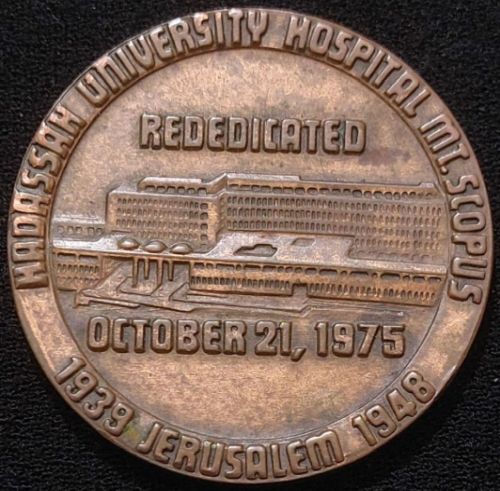 HADASSAH UNIVERSITY HOSPITAL MT. SCOPUS
REDEDICATED
OCTOBER 21, 1975
1939 JERUSALEM 1948